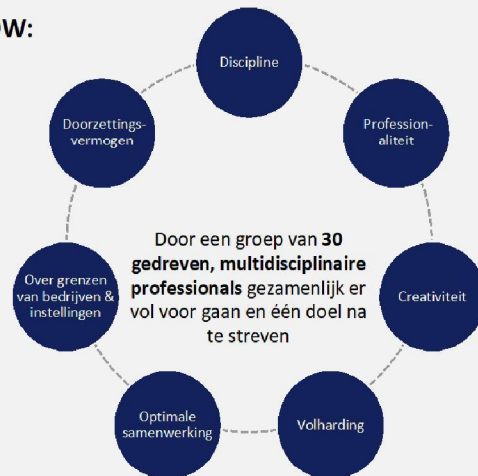 OW:
Discipline
Profession-
aliteit
Creativiteit
Volharding
Optimale
samenwerking
Over grenzen
van bedrijven &
instellingen
Doorzettings-
vermogen
Door een groep van 30
gedreven, multidisciplinaire
professionals gezamenlijk er
vol voor gaan en één doel na
te streven